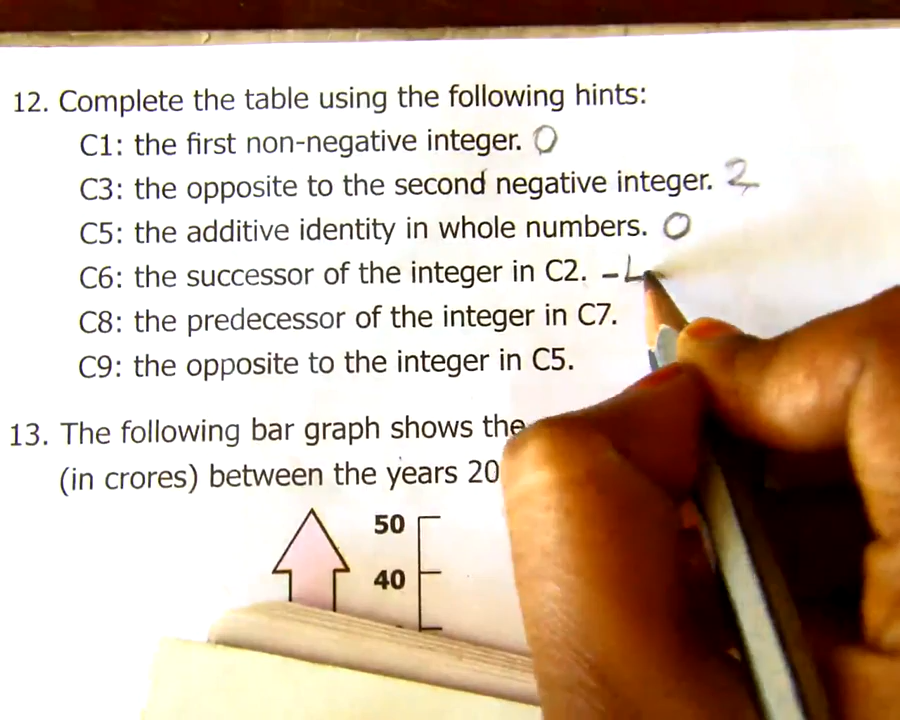 12. Complete the table using the following hints:
C1: the first non-negative integer. 0
C3: the opposite to the second negative integer. 2
C5: the additive identity in whole numbers. 0
C6: the successor of the integer in C2. -
C8: the predecessor of the integer in C7.
C9: the opposite to the integer in C5.
13. The following bar graph shows the
(in crores) between the years 20
50
40